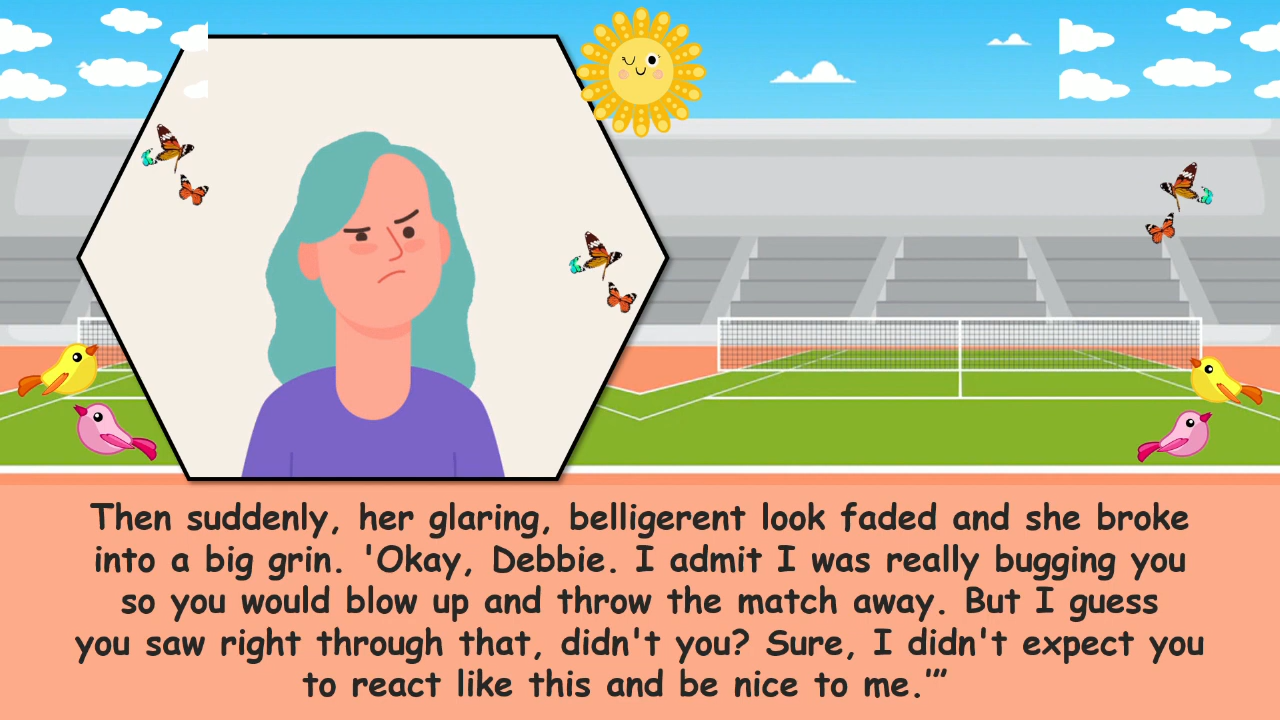 Then suddenly, her glaring, belligerent look faded and she broke
into a big grin. 'Okay, Debbie. I admit I was really bugging you
so you would blow up and throw the match away. But I guess
you saw right through that, didn't you? Sure, I didn't expect you
to react like this and be nice to me.'”